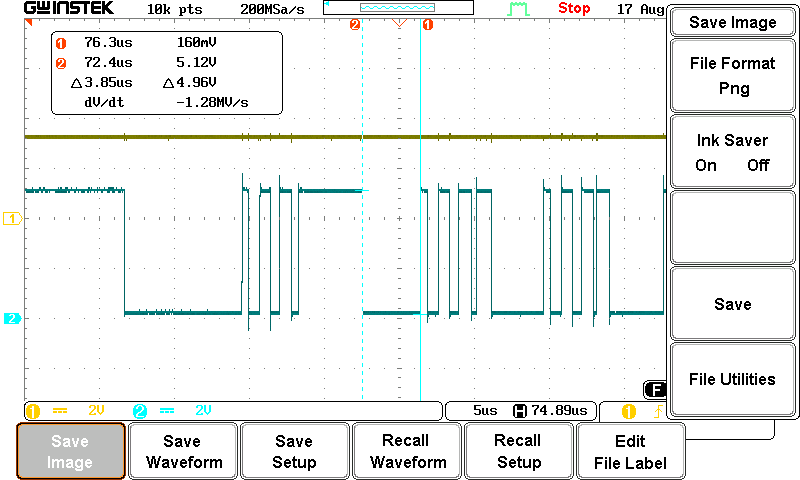 GWINSTEK 10k pts 200MSa/s Stop 17 Aug
2 1
1 76.3us 160mV
2 72.4us 5.12V
△3.85us △4.96V
dV/dt -1.28MV/s
1
2
F
1 2V 2 2V 5us H 74.89us 1
Save Image
File Format
Png
Ink Saver
On Off
Save
File Utilities
Save Image
Save Waveform
Save Setup
Recall Waveform
Recall Setup
Edit File Label